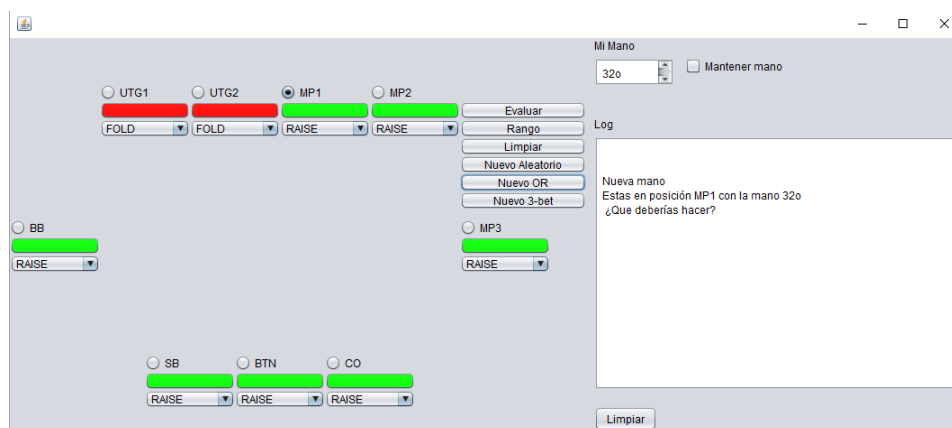 Mi Mano
32o
Mantener mano
UTG1
UTG2
MP1
MP2
FOLD
FOLD
RAISE
RAISE
Evaluar
Rango
Limpiar
Nuevo Aleatorio
Nuevo OR
Nuevo 3-bet
Log
Nueva mano
Estas en posición MP1 con la mano 32o
¿Que deberías hacer?
BB
RAISE
MP3
RAISE
SB
BTN
CO
RAISE
RAISE
RAISE
Limpiar